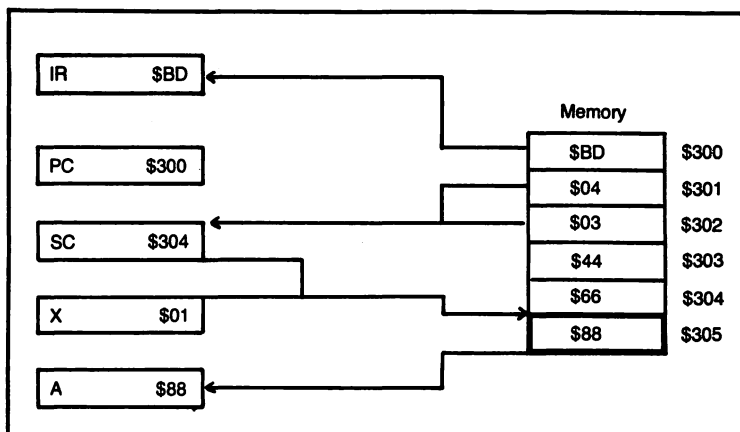 IR $BD
PC $300
SC $304
X $01
A $88
Memory
$BD $300
$04 $301
$03 $302
$44 $303
$66 $304
$88 $305